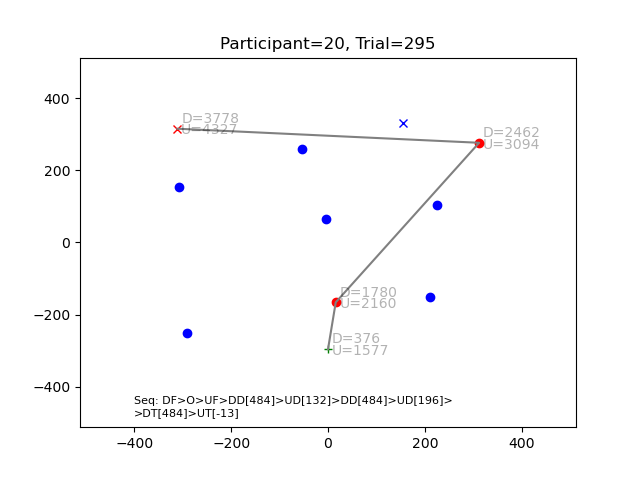 Participant=20, Trial=295
400
200
0
−200
−400
−400
−200
0
200
400
D=3778
U=4327
D=2462
U=3094
D=1780
U=2160
D=376
U=1577
Seq: DF>O>UF>DD[484]>UD[132]>DD[484]>UD[196]>
>DT[484]>UT[-13]